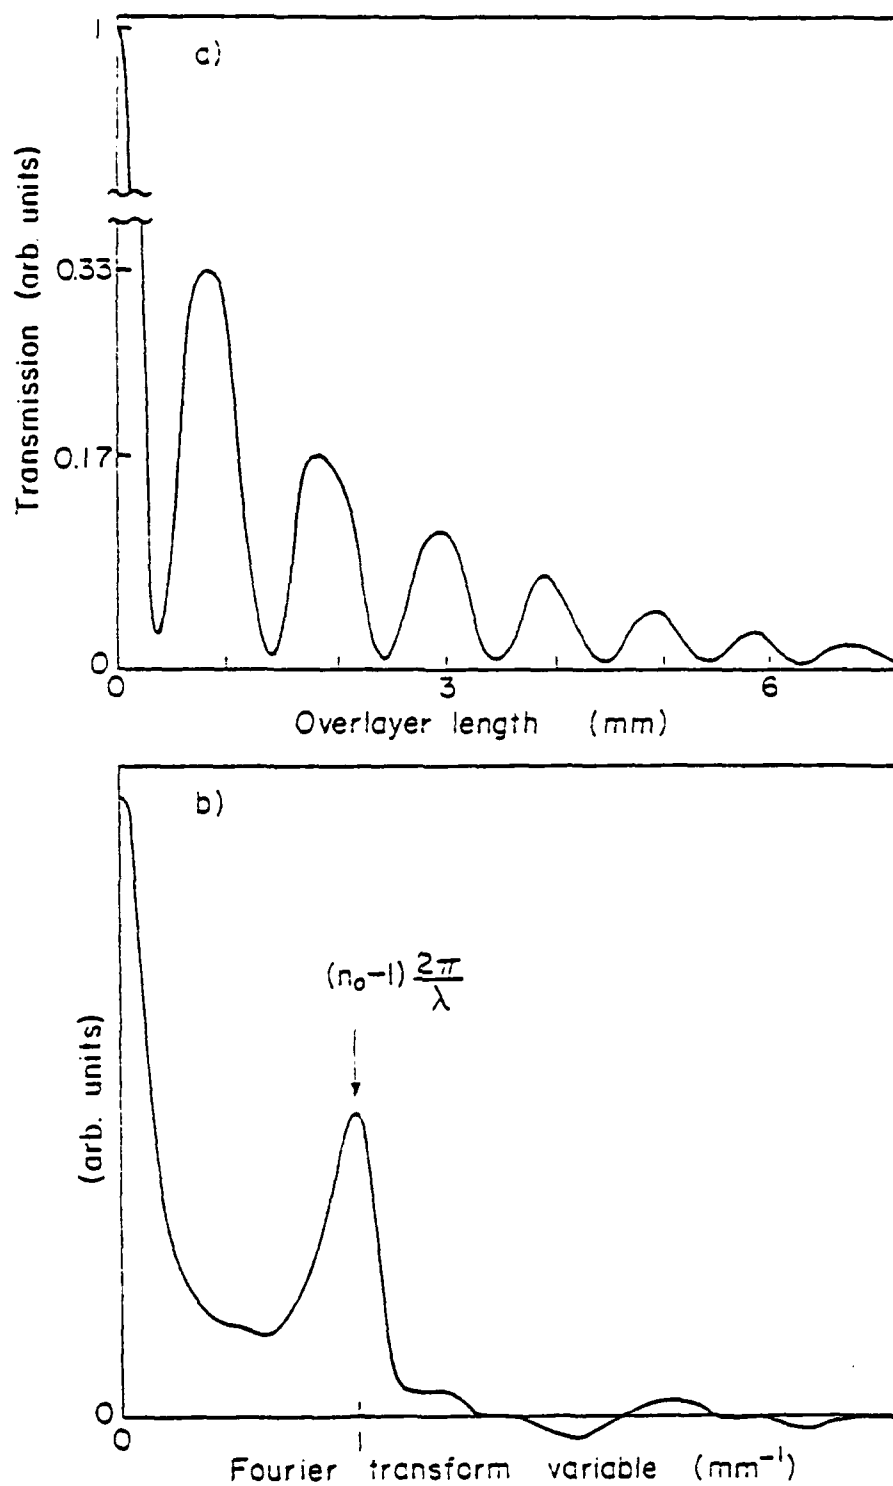 1
a)
Transmission (arb. units)
0.33
0.17
0
0 3 6
Overlayer length (mm)
b)
(n₀-1) 2π/λ
(arb. units)
0
0 1
Fourier transform variable (mm⁻¹)